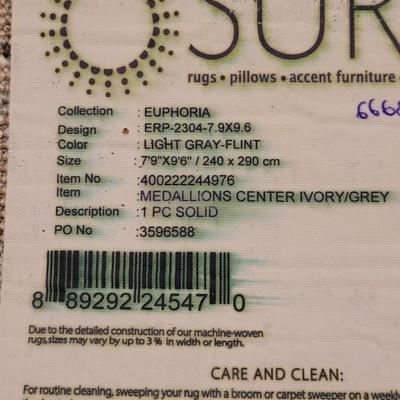 SUR
rugs • pillows • accent furniture •
Collection : EUPHORIA
Design : ERP-2304-7.9X9.6
Color : LIGHT GRAY-FLINT
Size : 7'9"X9'6" / 240 x 290 cm
Item No : 400222244976
Item : MEDALLIONS CENTER IVORY/GREY
Description : 1 PC SOLID
PO No : 3596588
8 89292 24547 0
Due to the detailed construction of our machine-woven
rugs,sizes may vary by up to 3 % in width or length.
CARE AND CLEAN:
For routine cleaning, sweeping your rug with a broom or carpet sweeper on a weekly